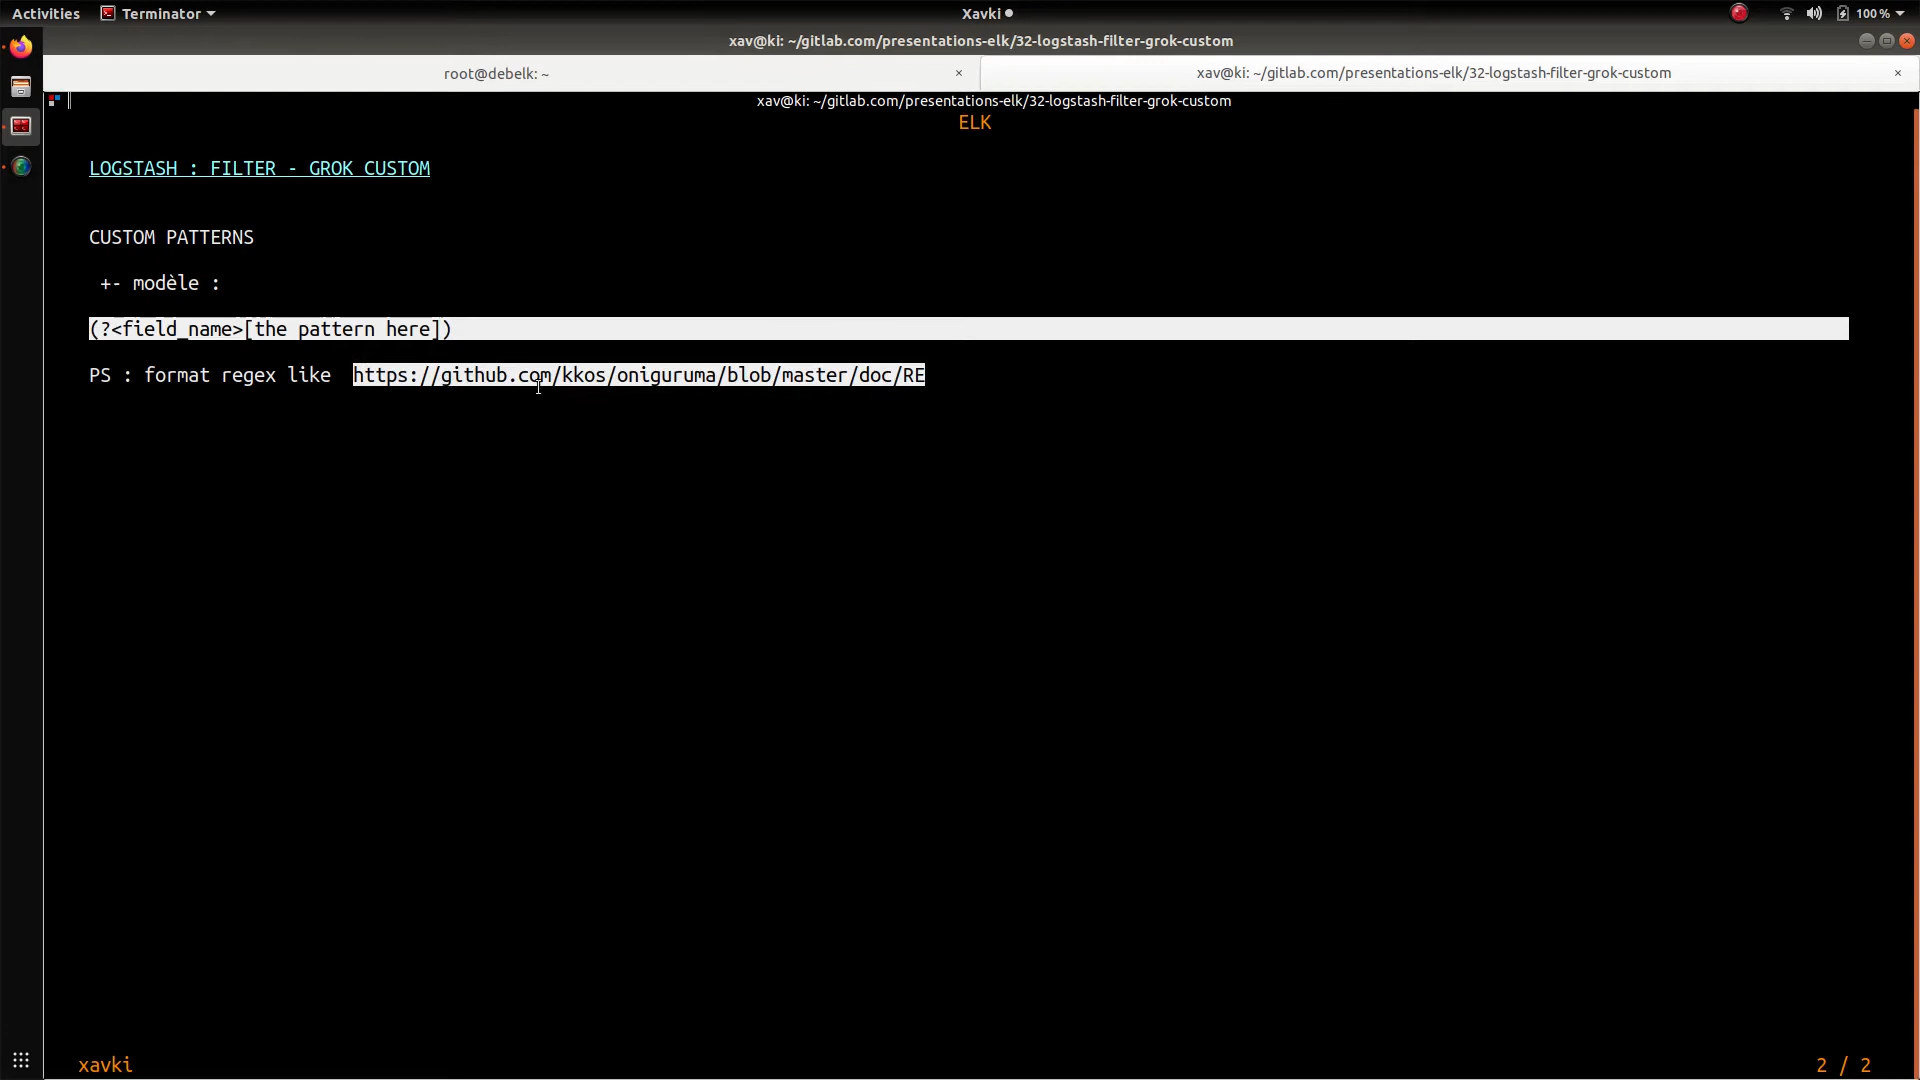 Activities Terminator Xavki 100 %
xav@ki: ~/gitlab.com/presentations-elk/32-logstash-filter-grok-custom
root@debelk: ~ × xav@ki: ~/gitlab.com/presentations-elk/32-logstash-filter-grok-custom ×
xav@ki: ~/gitlab.com/presentations-elk/32-logstash-filter-grok-custom
ELK
LOGSTASH : FILTER - GROK CUSTOM
CUSTOM PATTERNS
+- modèle :
(?<field_name>[the pattern here])
PS : format regex like https://github.com/kkos/oniguruma/blob/master/doc/RE
xavki 2 / 2